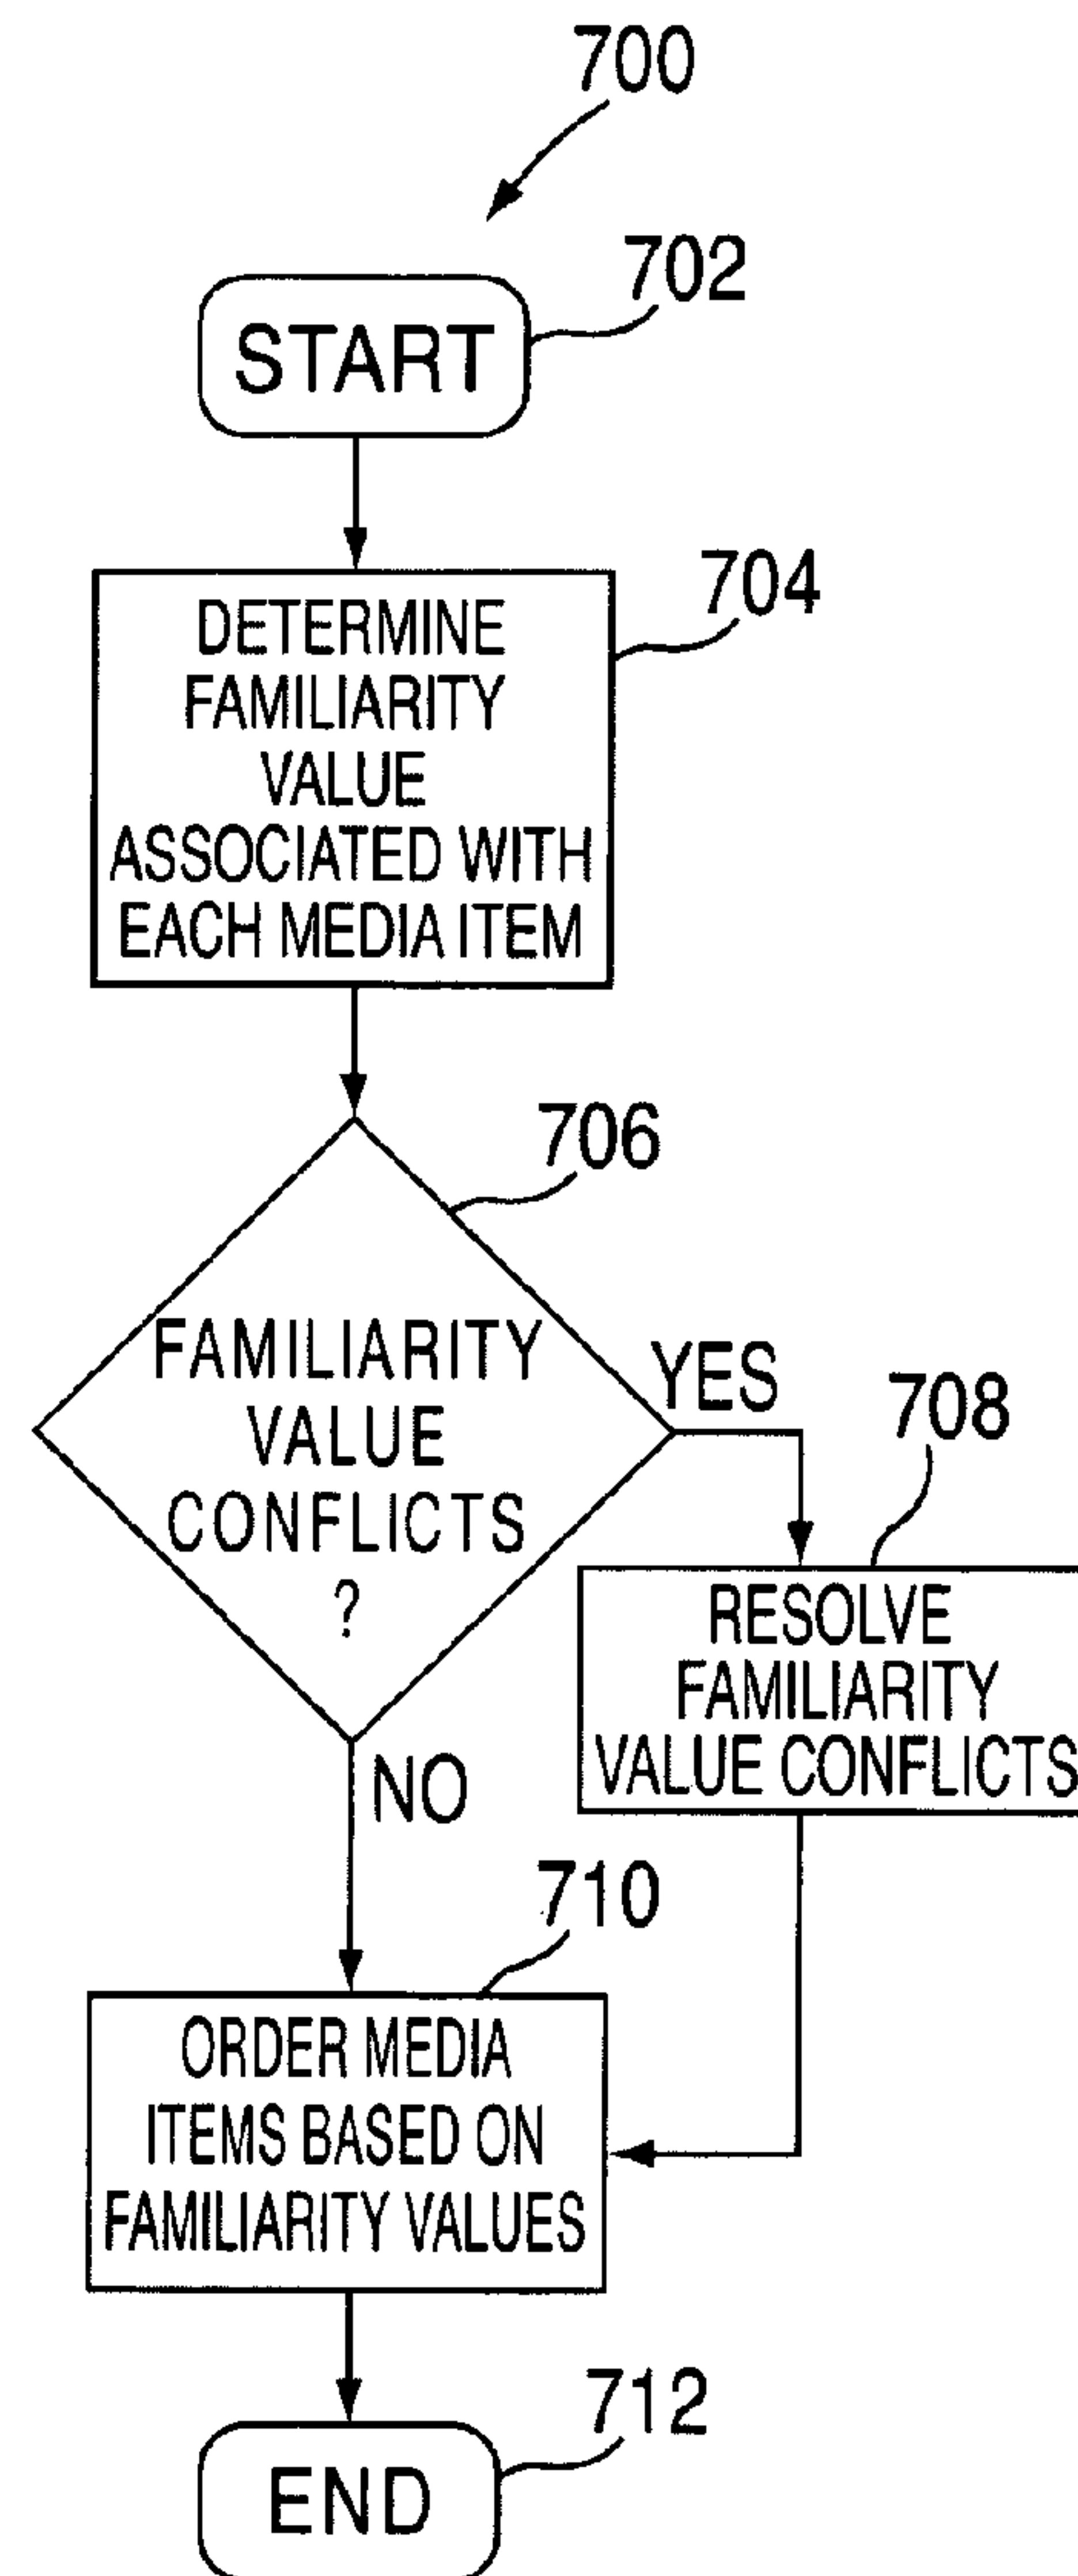 700
702
START
704
DETERMINE
FAMILIARITY
VALUE
ASSOCIATED WITH
EACH MEDIA ITEM
706
FAMILIARITY
VALUE
CONFLICTS
?
YES
708
RESOLVE
FAMILIARITY
VALUE CONFLICTS
NO
710
ORDER MEDIA
ITEMS BASED ON
FAMILIARITY VALUES
712
END